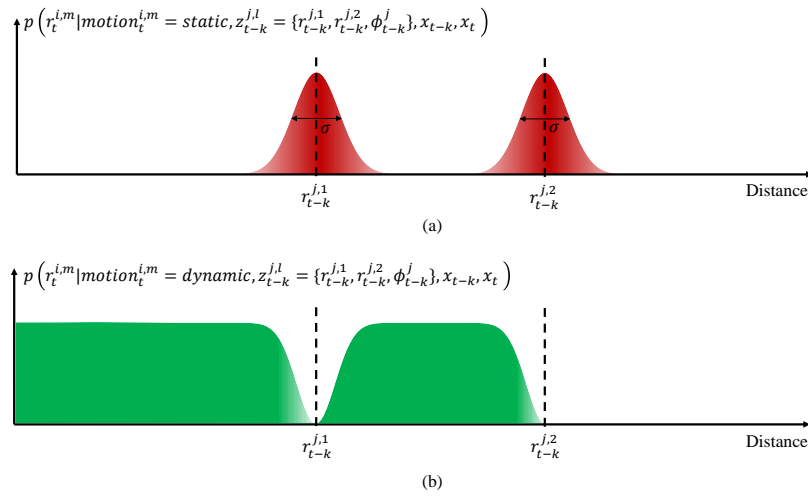 p ( r_t^{i,m} | motion_t^{i,m} = static, z_{t-k}^{j,l} = {r_{t-k}^{j,1}, r_{t-k}^{j,2}, ϕ_{t-k}^j}, x_{t-k}, x_t )
σ σ
r_{t-k}^{j,1} r_{t-k}^{j,2} Distance
(a)
p ( r_t^{i,m} | motion_t^{i,m} = dynamic, z_{t-k}^{j,l} = {r_{t-k}^{j,1}, r_{t-k}^{j,2}, ϕ_{t-k}^j}, x_{t-k}, x_t )
r_{t-k}^{j,1} r_{t-k}^{j,2} Distance
(b)